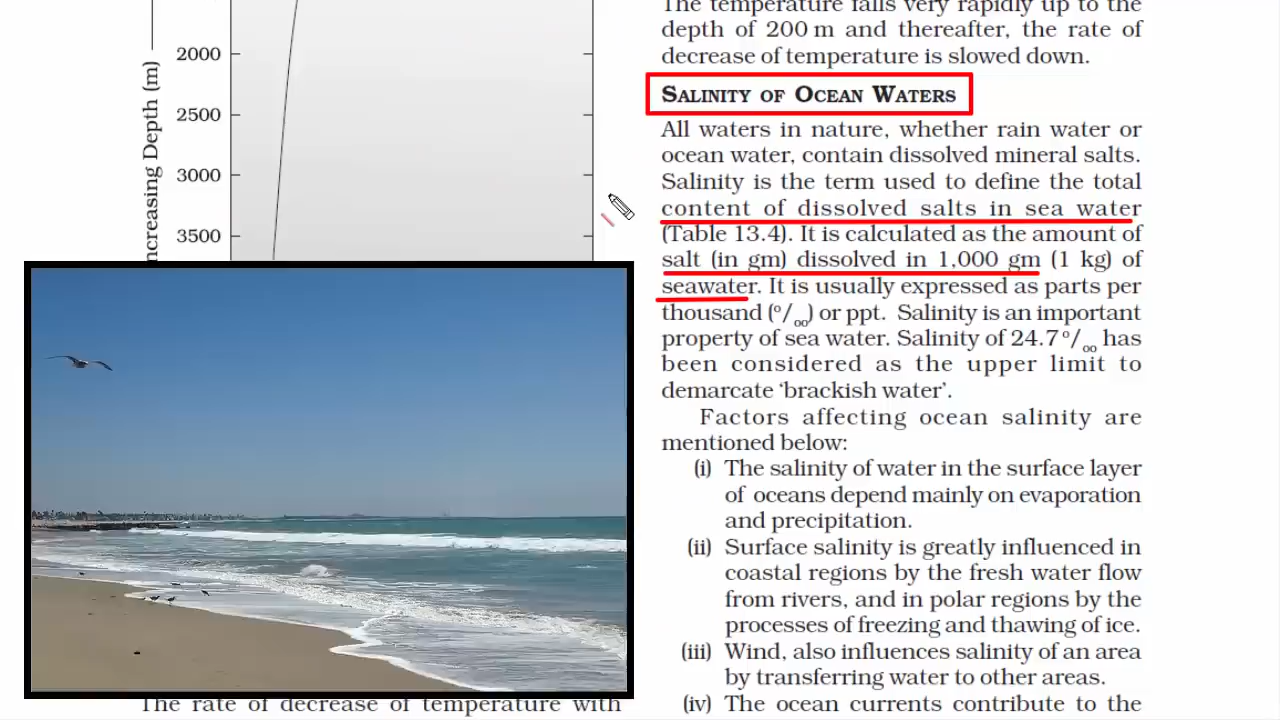 2000
2500
3000
3500
ncreasing Depth (m)
The rate of decrease of temperature with
The temperature falls very rapidly up to the
depth of 200 m and thereafter, the rate of
decrease of temperature is slowed down.
SALINITY OF OCEAN WATERS
All waters in nature, whether rain water or
ocean water, contain dissolved mineral salts.
Salinity is the term used to define the total
content of dissolved salts in sea water
(Table 13.4). It is calculated as the amount of
salt (in gm) dissolved in 1,000 gm (1 kg) of
seawater. It is usually expressed as parts per
thousand (o/oo) or ppt. Salinity is an important
property of sea water. Salinity of 24.7 o/oo has
been considered as the upper limit to
demarcate ‘brackish water’.
Factors affecting ocean salinity are
mentioned below:
(i) The salinity of water in the surface layer
of oceans depend mainly on evaporation
and precipitation.
(ii) Surface salinity is greatly influenced in
coastal regions by the fresh water flow
from rivers, and in polar regions by the
processes of freezing and thawing of ice.
(iii) Wind, also influences salinity of an area
by transferring water to other areas.
(iv) The ocean currents contribute to the